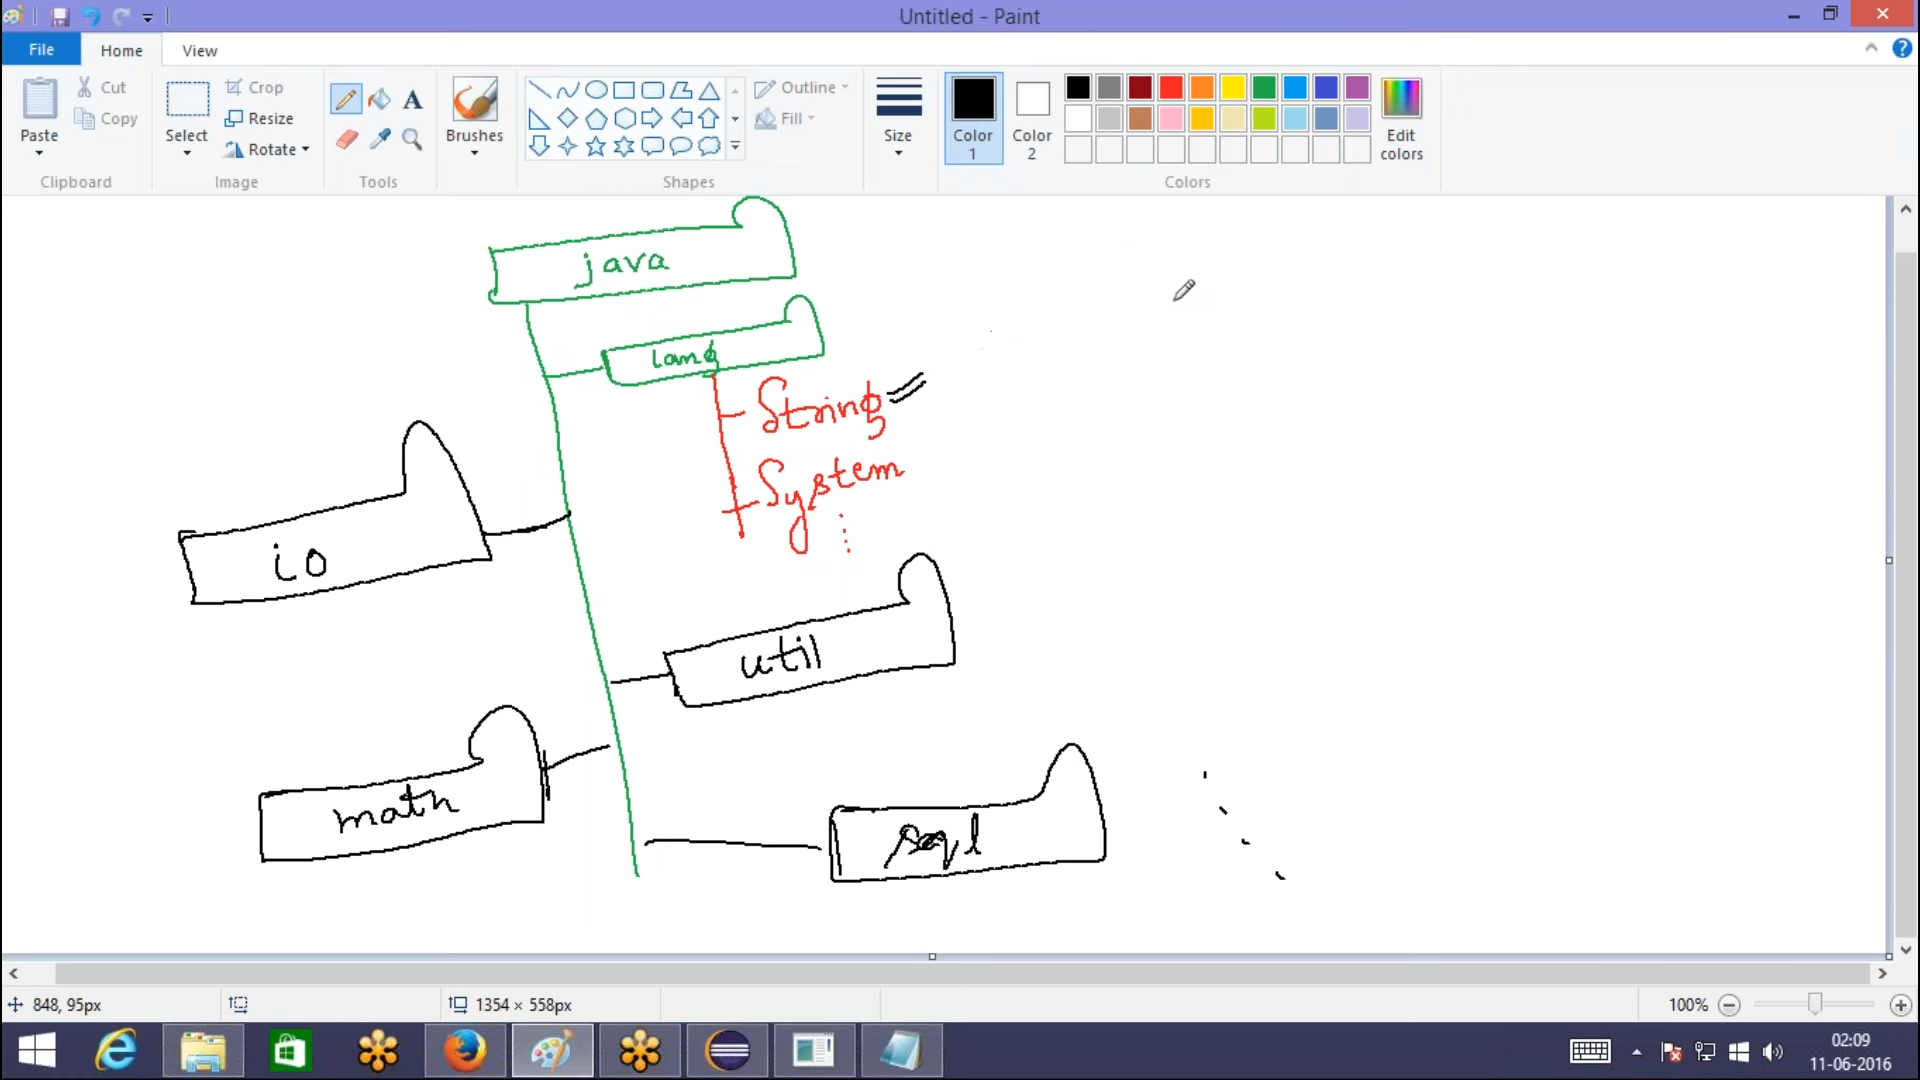 Untitled - Paint
File Home View
Cut
Copy
Paste
Clipboard
Crop
Resize
Rotate
Select
Image
Tools
Brushes
Outline
Fill
Shapes
Size
Color 1
Color 2
Edit colors
Colors
java
lang
String
System
io
util
math
sql
848, 95px
1354 × 558px
100%
02:09
11-06-2016